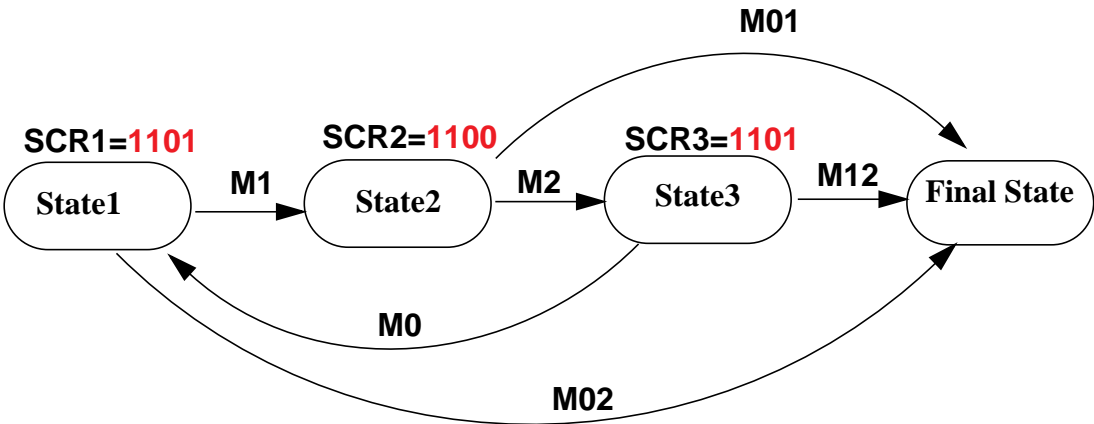 M01
SCR1=1101
SCR2=1100
SCR3=1101
State1
M1
State2
M2
State3
M12
Final State
M0
M02